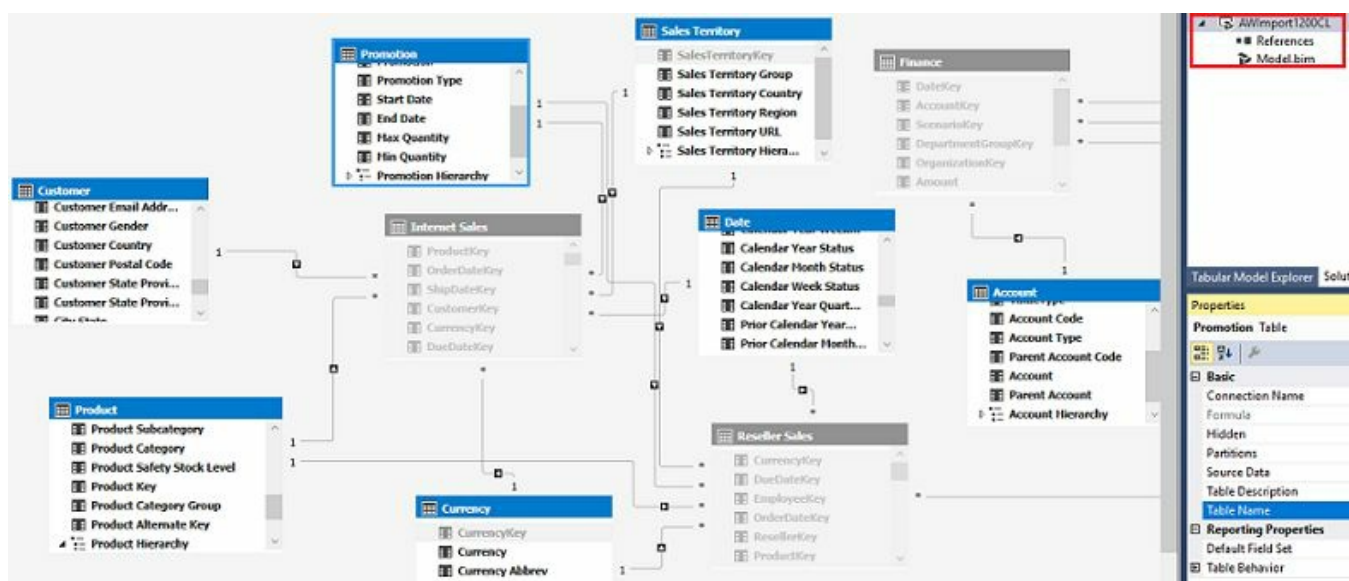 Promotion
Promotion
Promotion Type
Start Date
End Date
Max Quantity
Min Quantity
Promotion Hierarchy
Sales Territory
SalesTerritoryKey
Sales Territory Group
Sales Territory Country
Sales Territory Region
Sales Territory URL
Sales Territory Hiera...
Finance
DateKey
AccountKey
ScenarioKey
DepartmentGroupKey
OrganizationKey
Amount
AWImport1200CL
References
Model.bim
Customer
Customer Email Addr...
Customer Gender
Customer Country
Customer Postal Code
Customer State Provi...
Customer State Provi...
City State
Internet Sales
ProductKey
OrderDateKey
ShipDateKey
CustomerKey
CurrencyKey
DueDateKey
Date
Calendar Year Status
Calendar Month Status
Calendar Week Status
Calendar Year Quart...
Prior Calendar Year...
Prior Calendar Month...
Account
Account Code
Account Type
Parent Account Code
Account
Parent Account
Account Hierarchy
Product
Product Subcategory
Product Category
Product Safety Stock Level
Product Key
Product Category Group
Product Alternate Key
Product Hierarchy
Currency
CurrencyKey
Currency
Currency Abbrev
Reseller Sales
CurrencyKey
DueDateKey
EmployeeKey
OrderDateKey
ResellerKey
ProductKey
Tabular Model Explorer Solut
Properties
Promotion Table
Basic
Connection Name
Formula
Hidden
Partitions
Source Data
Table Description
Table Name
Reporting Properties
Default Field Set
Table Behavior